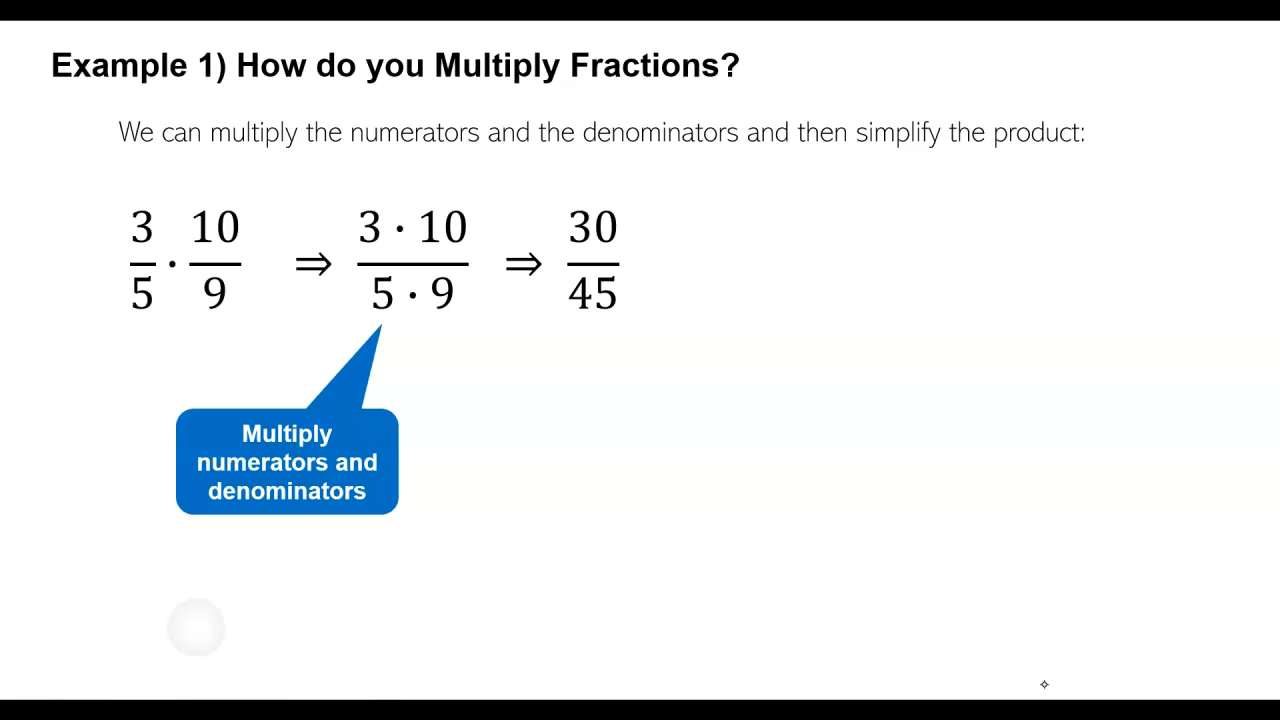 Example 1) How do you Multiply Fractions?
We can multiply the numerators and the denominators and then simplify the product:
3/5 · 10/9 ⇒ 3 · 10/5 · 9 ⇒ 30/45
Multiply
numerators and
denominators